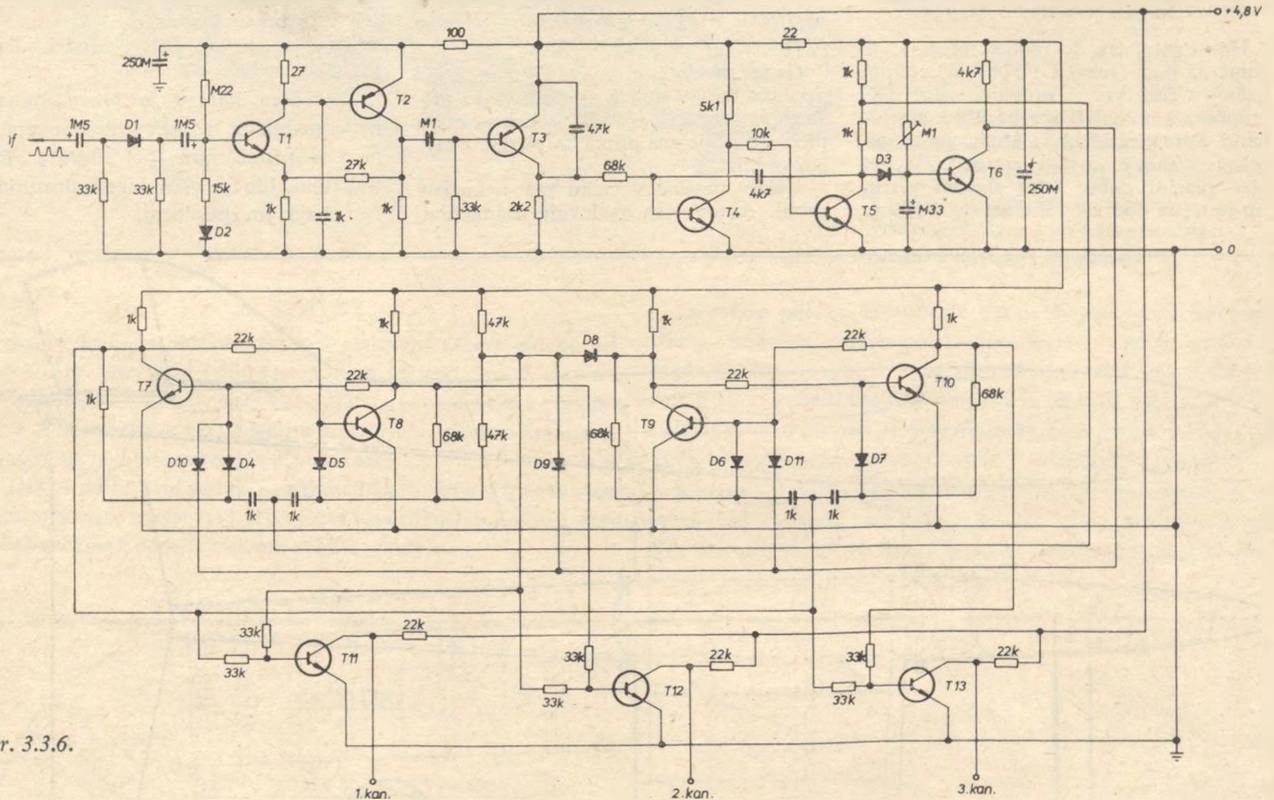 +4,8 V
100
22
250M
+
27
M22
1k
4k7
T2
5k1
1M5
+
D1
1M5
+
T1
M1
T3
47k
10k
1k
M1
if
27k
68k
4k7
D3
T6
+
250M
33k
33k
15k
1k
1k
1k
33k
2k2
T4
T5
+
M33
D2
0
1k
1k
47k
1k
1k
22k
D8
22k
T7
22k
22k
T10
1k
T8
68k
47k
68k
T9
68k
D10
D4
D5
D9
D6
D11
D7
1k
1k
1k
1k
33k
T11
22k
33k
22k
33k
22k
33k
T12
T13
33k
33k
r. 3.3.6.
1.kan.
2.kan.
3.kan.